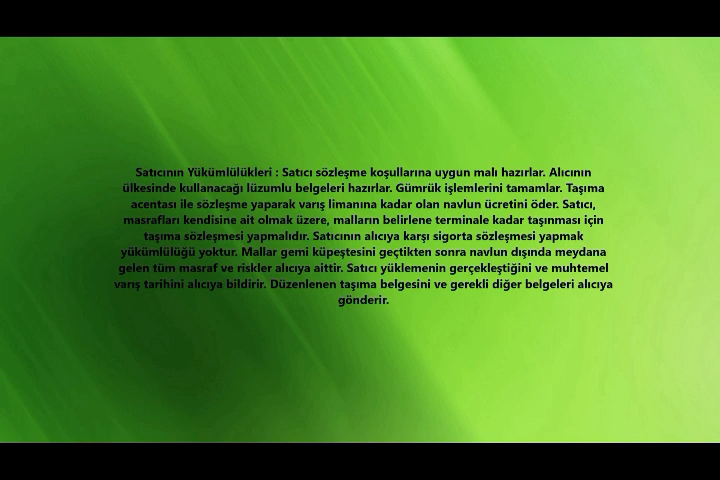 Satıcının Yükümlülükleri : Satıcı sözleşme koşullarına uygun malı hazırlar. Alıcının
ülkesinde kullanacağı lüzumlu belgeleri hazırlar. Gümrük işlemlerini tamamlar. Taşıma
acentası ile sözleşme yaparak varış limanına kadar olan navlun ücretini öder. Satıcı,
masrafları kendisine ait olmak üzere, malların belirlene terminale kadar taşınması için
taşıma sözleşmesi yapmalıdır. Satıcının alıcıya karşı sigorta sözleşmesi yapmak
yükümlülüğü yoktur. Mallar gemi küpeştesini geçtikten sonra navlun dışında meydana
gelen tüm masraf ve riskler alıcıya aittir. Satıcı yüklemenin gerçekleştiğini ve muhtemel
varış tarihini alıcıya bildirir. Düzenlenen taşıma belgesini ve gerekli diğer belgeleri alıcıya
gönderir.